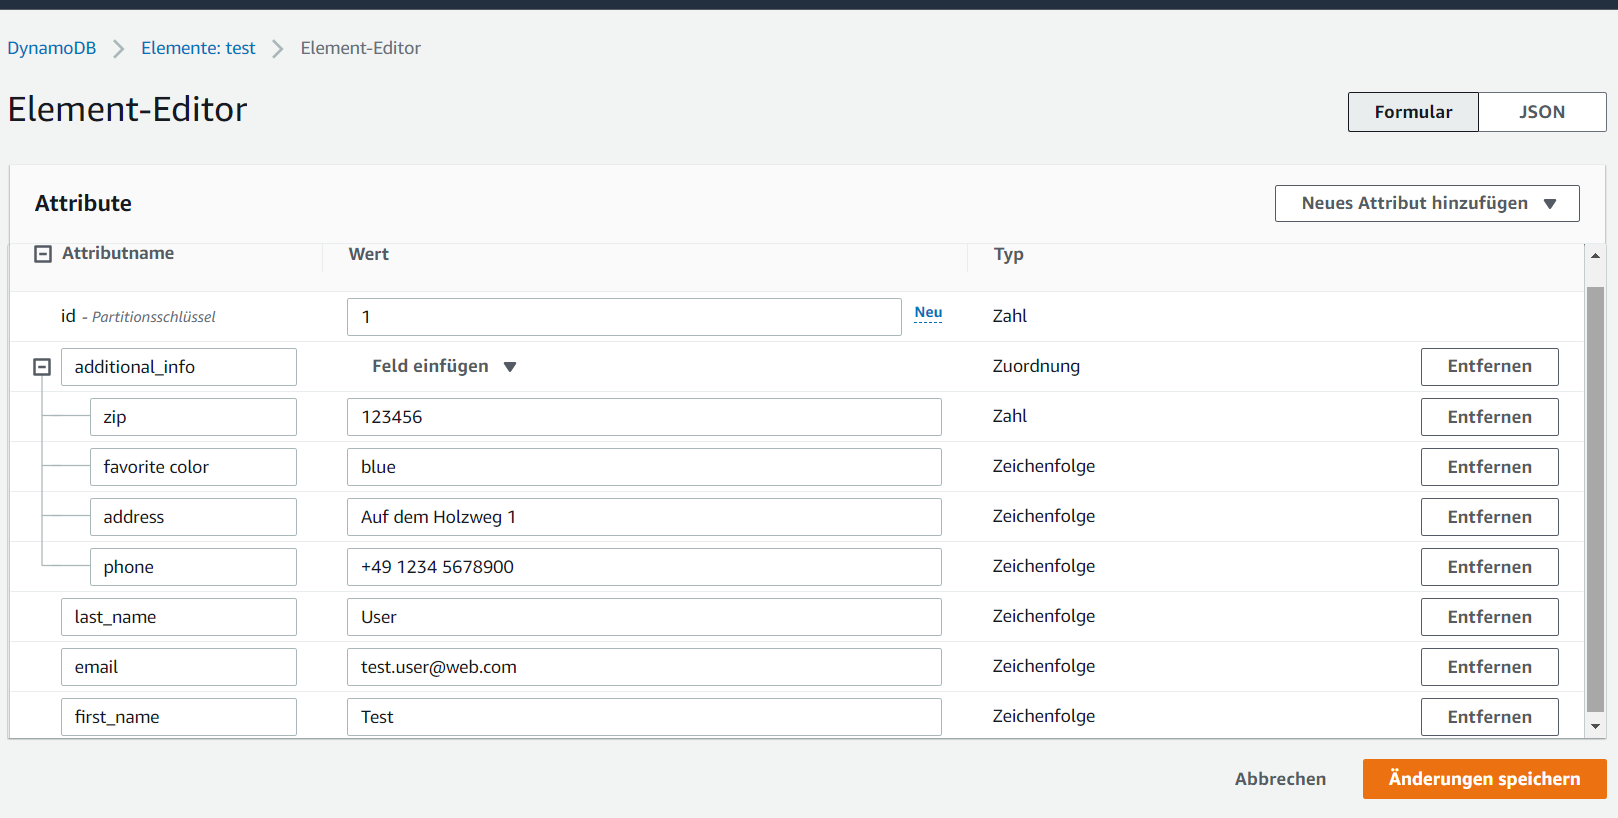 DynamoDB > Elemente: test > Element-Editor
Element-Editor
Formular JSON
Attribute
Neues Attribut hinzufügen
Attributname Wert Typ
id - Partitionsschlüssel 1 Neu Zahl
additional_info Feld einfügen Zuordnung Entfernen
zip 123456 Zahl Entfernen
favorite color blue Zeichenfolge Entfernen
address Auf dem Holzweg 1 Zeichenfolge Entfernen
phone +49 1234 5678900 Zeichenfolge Entfernen
last_name User Zeichenfolge Entfernen
email test.user@web.com Zeichenfolge Entfernen
first_name Test Zeichenfolge Entfernen
Abbrechen Änderungen speichern